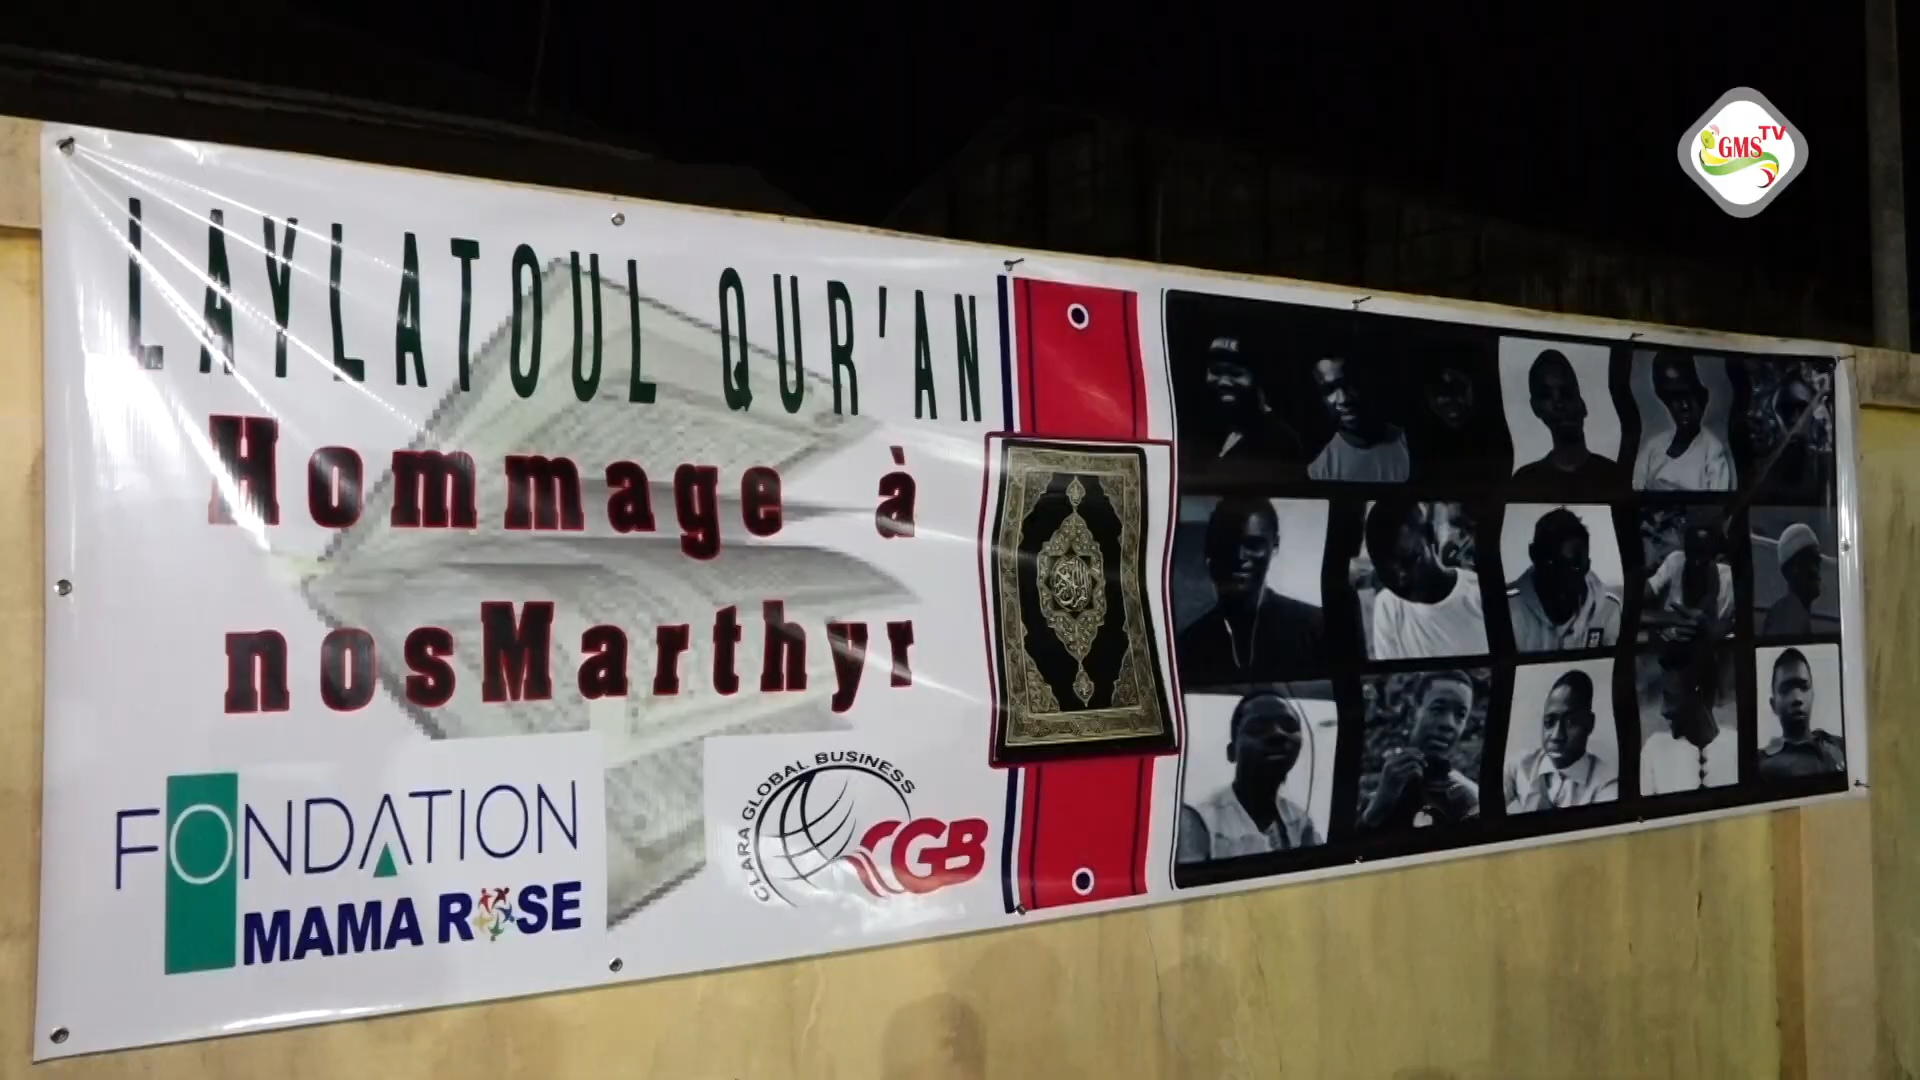 LAYLATOUL QUR'AN
Hommage à
nosMarthyr
FONDATION
MAMA ROSE
CLARA GLOBAL BUSINESS
CGB
GMS TV